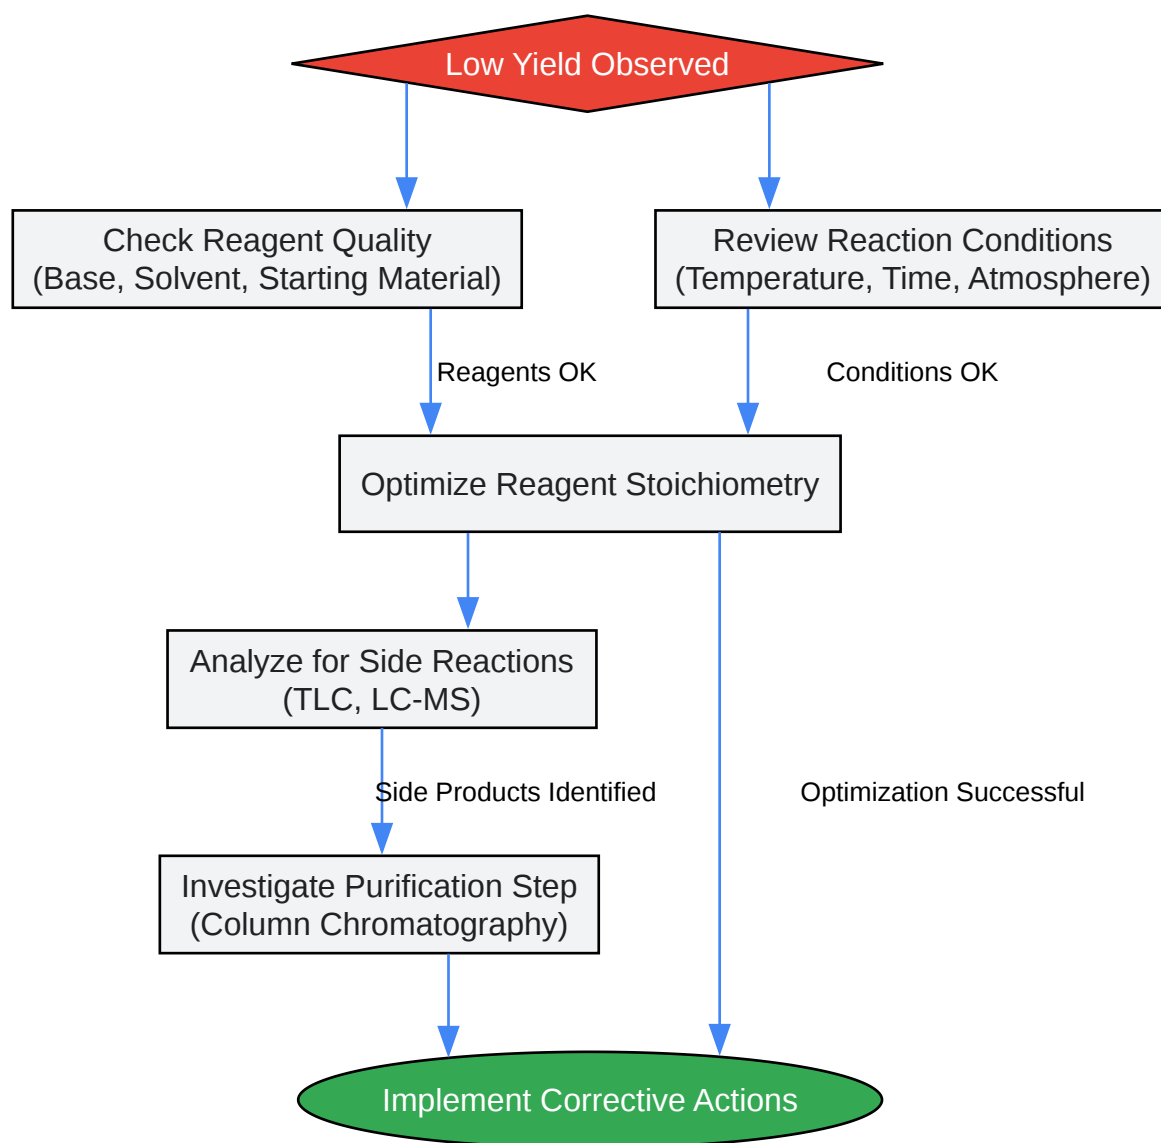 Low Yield Observed
Check Reagent Quality
(Base, Solvent, Starting Material)
Review Reaction Conditions
(Temperature, Time, Atmosphere)
Reagents OK
Conditions OK
Optimize Reagent Stoichiometry
Analyze for Side Reactions
(TLC, LC-MS)
Side Products Identified
Optimization Successful
Investigate Purification Step
(Column Chromatography)
Implement Corrective Actions